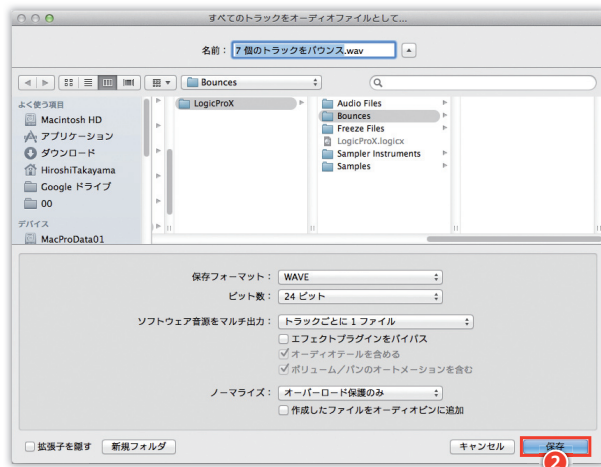 すべてのトラックをオーディオファイルとして...
名前： 7 個のトラックをバウンス.wav
Bounces
よく使う項目
Macintosh HD
アプリケーション
ダウンロード
HiroshiTakayama
Google ドライブ
00
デバイス
MacProData01
LogicProX
Audio Files
Bounces
Freeze Files
LogicProX.logicx
Sampler Instruments
Samples
保存フォーマット： WAVE
ビット数： 24 ビット
ソフトウェア音源をマルチ出力： トラックごとに 1 ファイル
エフェクトプラグインをバイパス
オーディオテールを含める
ボリューム／パンのオートメーションを含む
ノーマライズ： オーバーロード保護のみ
作成したファイルをオーディオビンに追加
拡張子を隠す 新規フォルダ キャンセル 保存
2